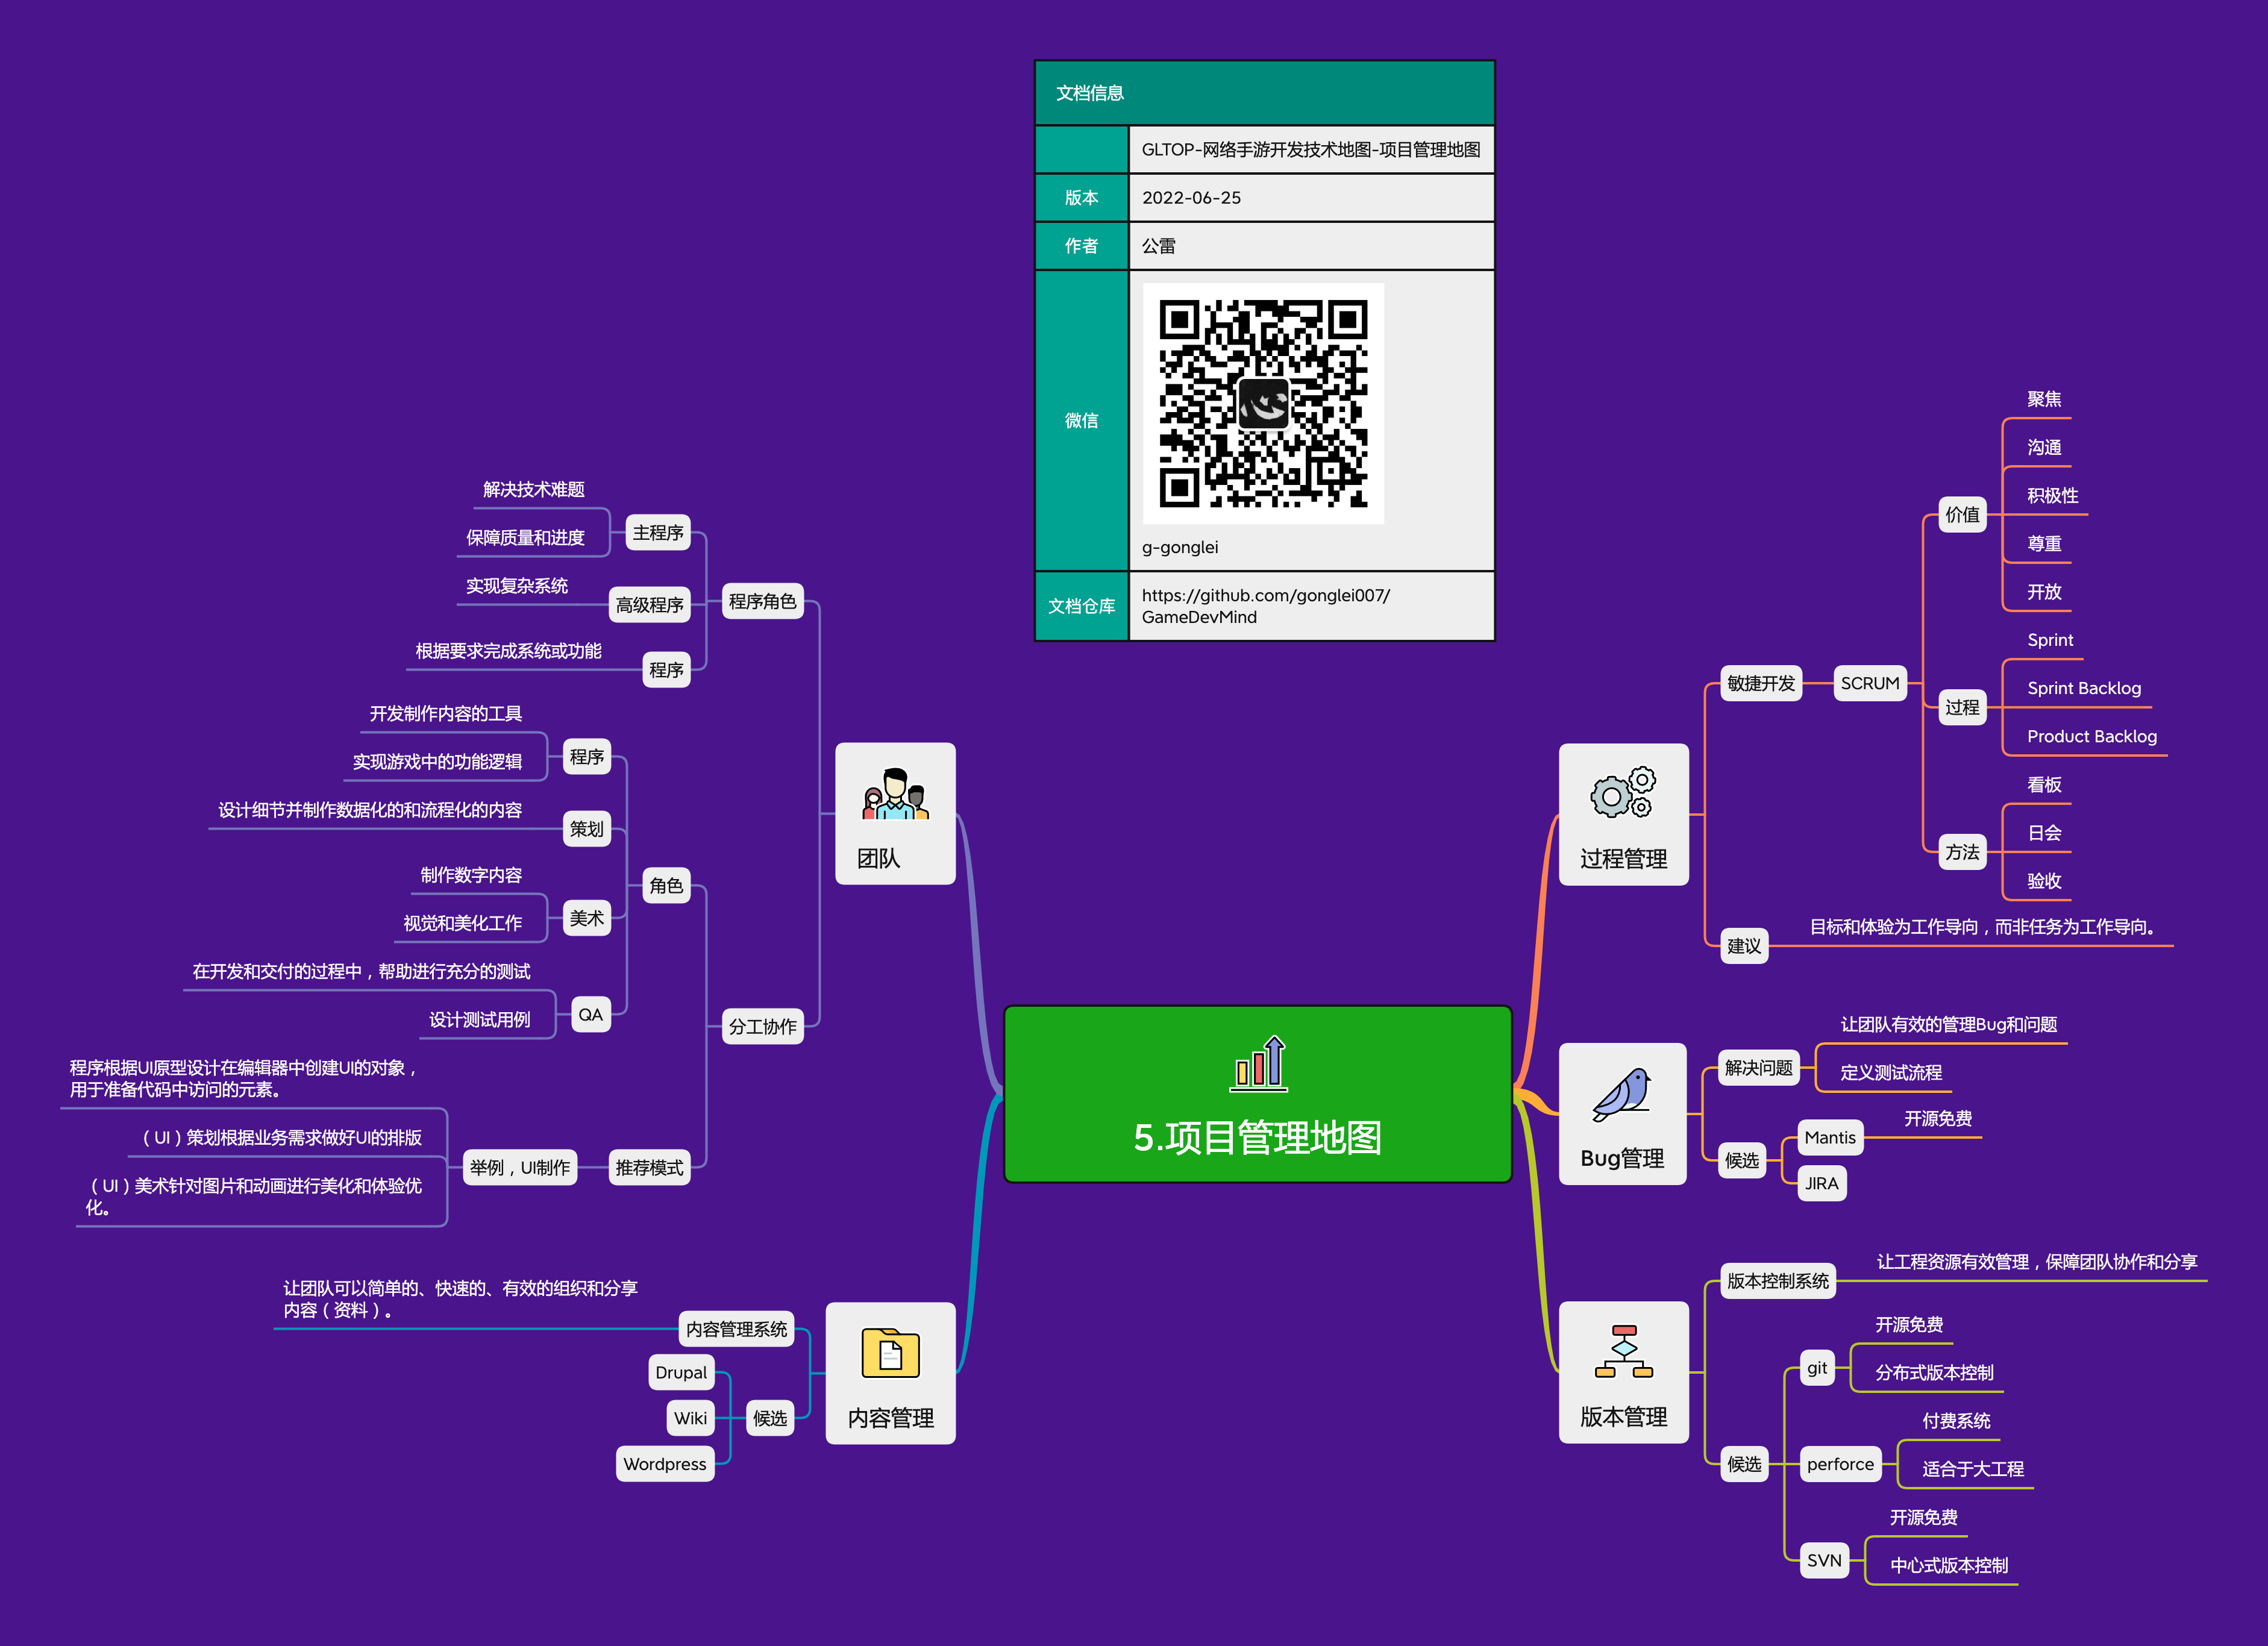 文档信息
GLTOP-网络手游开发技术地图-项目管理地图
版本
2022-06-25
作者
公雷
微信
g-gonglei
文档仓库
https://github.com/gonglei007/
GameDevMind
5.项目管理地图
过程管理
敏捷开发
SCRUM
价值
聚焦
沟通
积极性
尊重
开放
过程
Sprint
Sprint Backlog
Product Backlog
方法
看板
日会
验收
建议
目标和体验为工作导向，而非任务为工作导向。
Bug管理
解决问题
让团队有效的管理Bug和问题
定义测试流程
候选
Mantis
开源免费
JIRA
版本管理
版本控制系统
让工程资源有效管理，保障团队协作和分享
候选
git
开源免费
分布式版本控制
perforce
付费系统
适合于大工程
SVN
开源免费
中心式版本控制
团队
程序角色
主程序
解决技术难题
保障质量和进度
高级程序
实现复杂系统
程序
根据要求完成系统或功能
分工协作
角色
程序
开发制作内容的工具
实现游戏中的功能逻辑
策划
设计细节并制作数据化的和流程化的内容
美术
制作数字内容
视觉和美化工作
QA
在开发和交付的过程中，帮助进行充分的测试
设计测试用例
推荐模式
举例，UI制作
程序根据UI原型设计在编辑器中创建UI的对象，
用于准备代码中访问的元素。
（UI）策划根据业务需求做好UI的排版
（UI）美术针对图片和动画进行美化和体验优
化。
内容管理
内容管理系统
让团队可以简单的、快速的、有效的组织和分享
内容（资料）。
候选
Drupal
Wiki
Wordpress